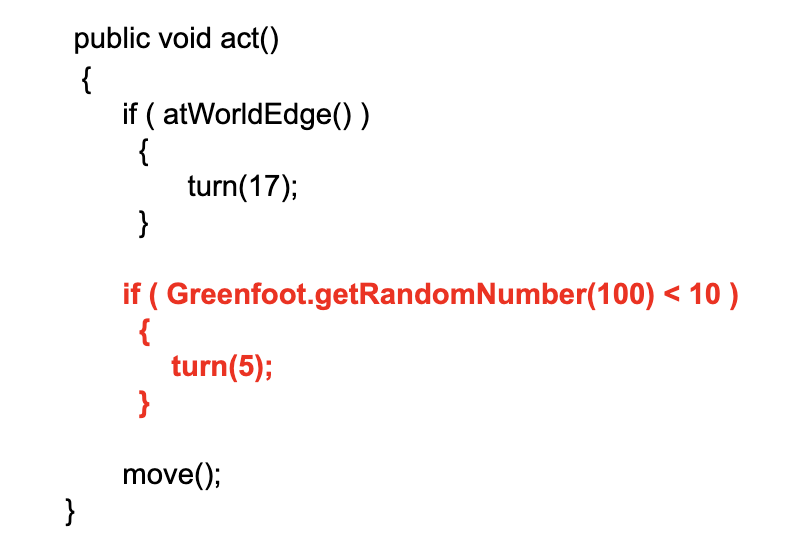 public void act()
{
if ( atWorldEdge() )
{
turn(17);
}
if ( Greenfoot.getRandomNumber(100) < 10 )
{
turn(5);
}
move();
}